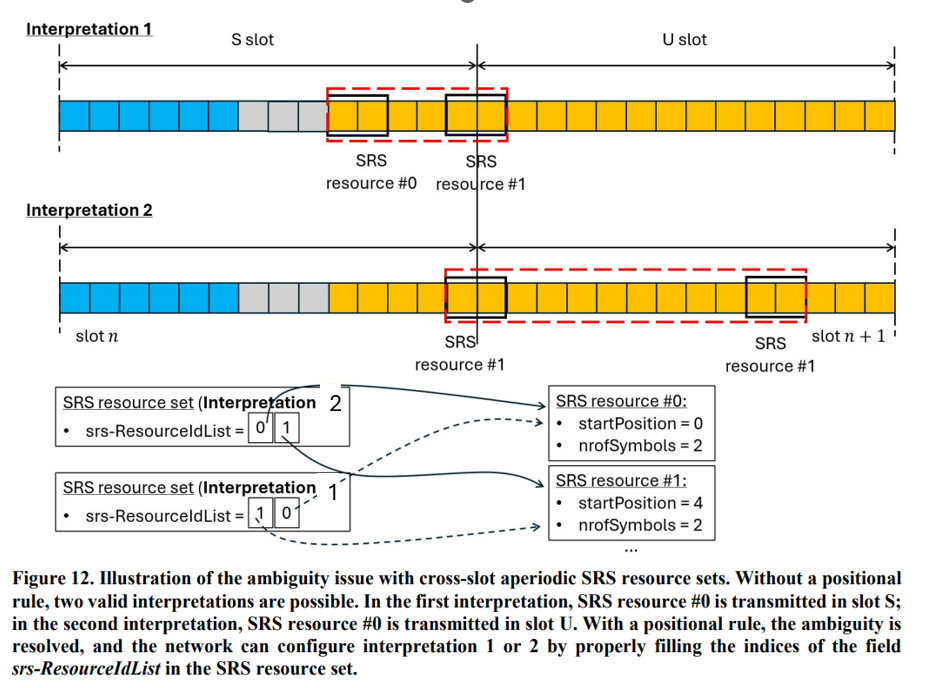 Interpretation 1
S slot
U slot
SRS
resource #0
SRS
resource #1
Interpretation 2
slot n
slot n + 1
SRS
resource #1
SRS
resource #1
SRS resource set (Interpretation 2
• srs-ResourceIdList = 0 1
SRS resource set (Interpretation 1
• srs-ResourceIdList = 1 0
SRS resource #0:
• startPosition = 0
• nrofSymbols = 2
SRS resource #1:
• startPosition = 4
• nrofSymbols = 2
...
Figure 12. Illustration of the ambiguity issue with cross-slot aperiodic SRS resource sets. Without a positional
rule, two valid interpretations are possible. In the first interpretation, SRS resource #0 is transmitted in slot S;
in the second interpretation, SRS resource #0 is transmitted in slot U. With a positional rule, the ambiguity is
resolved, and the network can configure interpretation 1 or 2 by properly filling the indices of the field
srs-ResourceIdList in the SRS resource set.